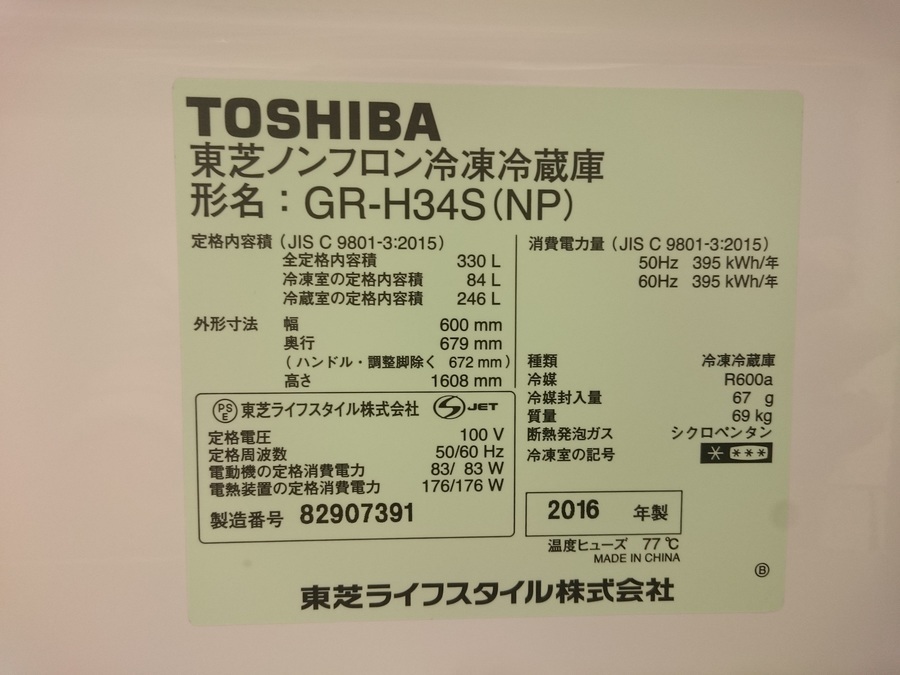 TOSHIBA
東芝ノンフロン冷凍冷蔵庫
形名:GR-H34S(NP)
定格内容積(JIS C 9801-3:2015)
全定格内容積 330 L
冷凍室の定格内容積 84 L
冷蔵室の定格内容積 246 L
外形寸法 幅 600 mm
奥行 679 mm
(ハンドル・調整脚除く 672 mm)
高さ 1608 mm
消費電力量(JIS C 9801-3:2015)
50Hz 395 kWh/年
60Hz 395 kWh/年
種類 冷凍冷蔵庫
冷媒 R600a
冷媒封入量 67 g
質量 69 kg
断熱発泡ガス シクロペンタン
冷凍室の記号 * ***
PSE 東芝ライフスタイル株式会社 JET
定格電圧 100 V
定格周波数 50/60 Hz
電動機の定格消費電力 83/ 83 W
電熱装置の定格消費電力 176/176 W
製造番号 82907391
2016 年製
温度ヒューズ 77℃
MADE IN CHINA
Ⓑ
東芝ライフスタイル株式会社